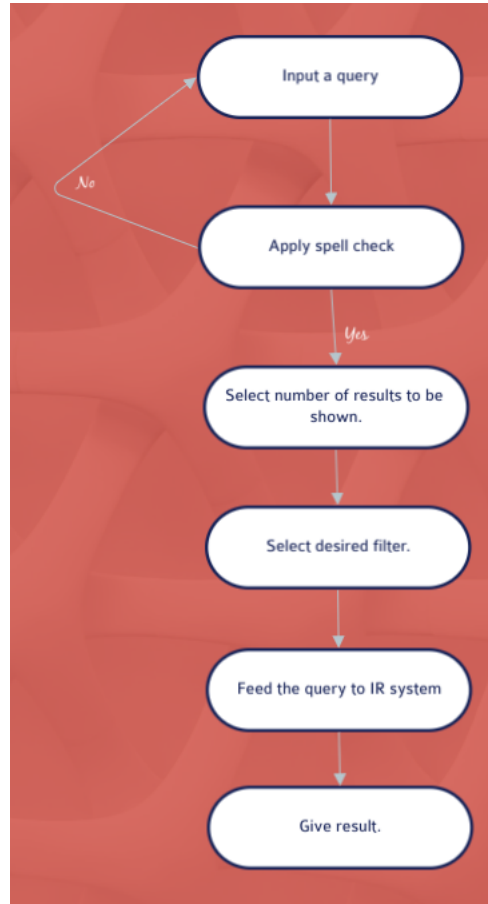 Input a query
No
Apply spell check
Yes
Select number of results to be
shown.
Select desired filter.
Feed the query to IR system
Give result.